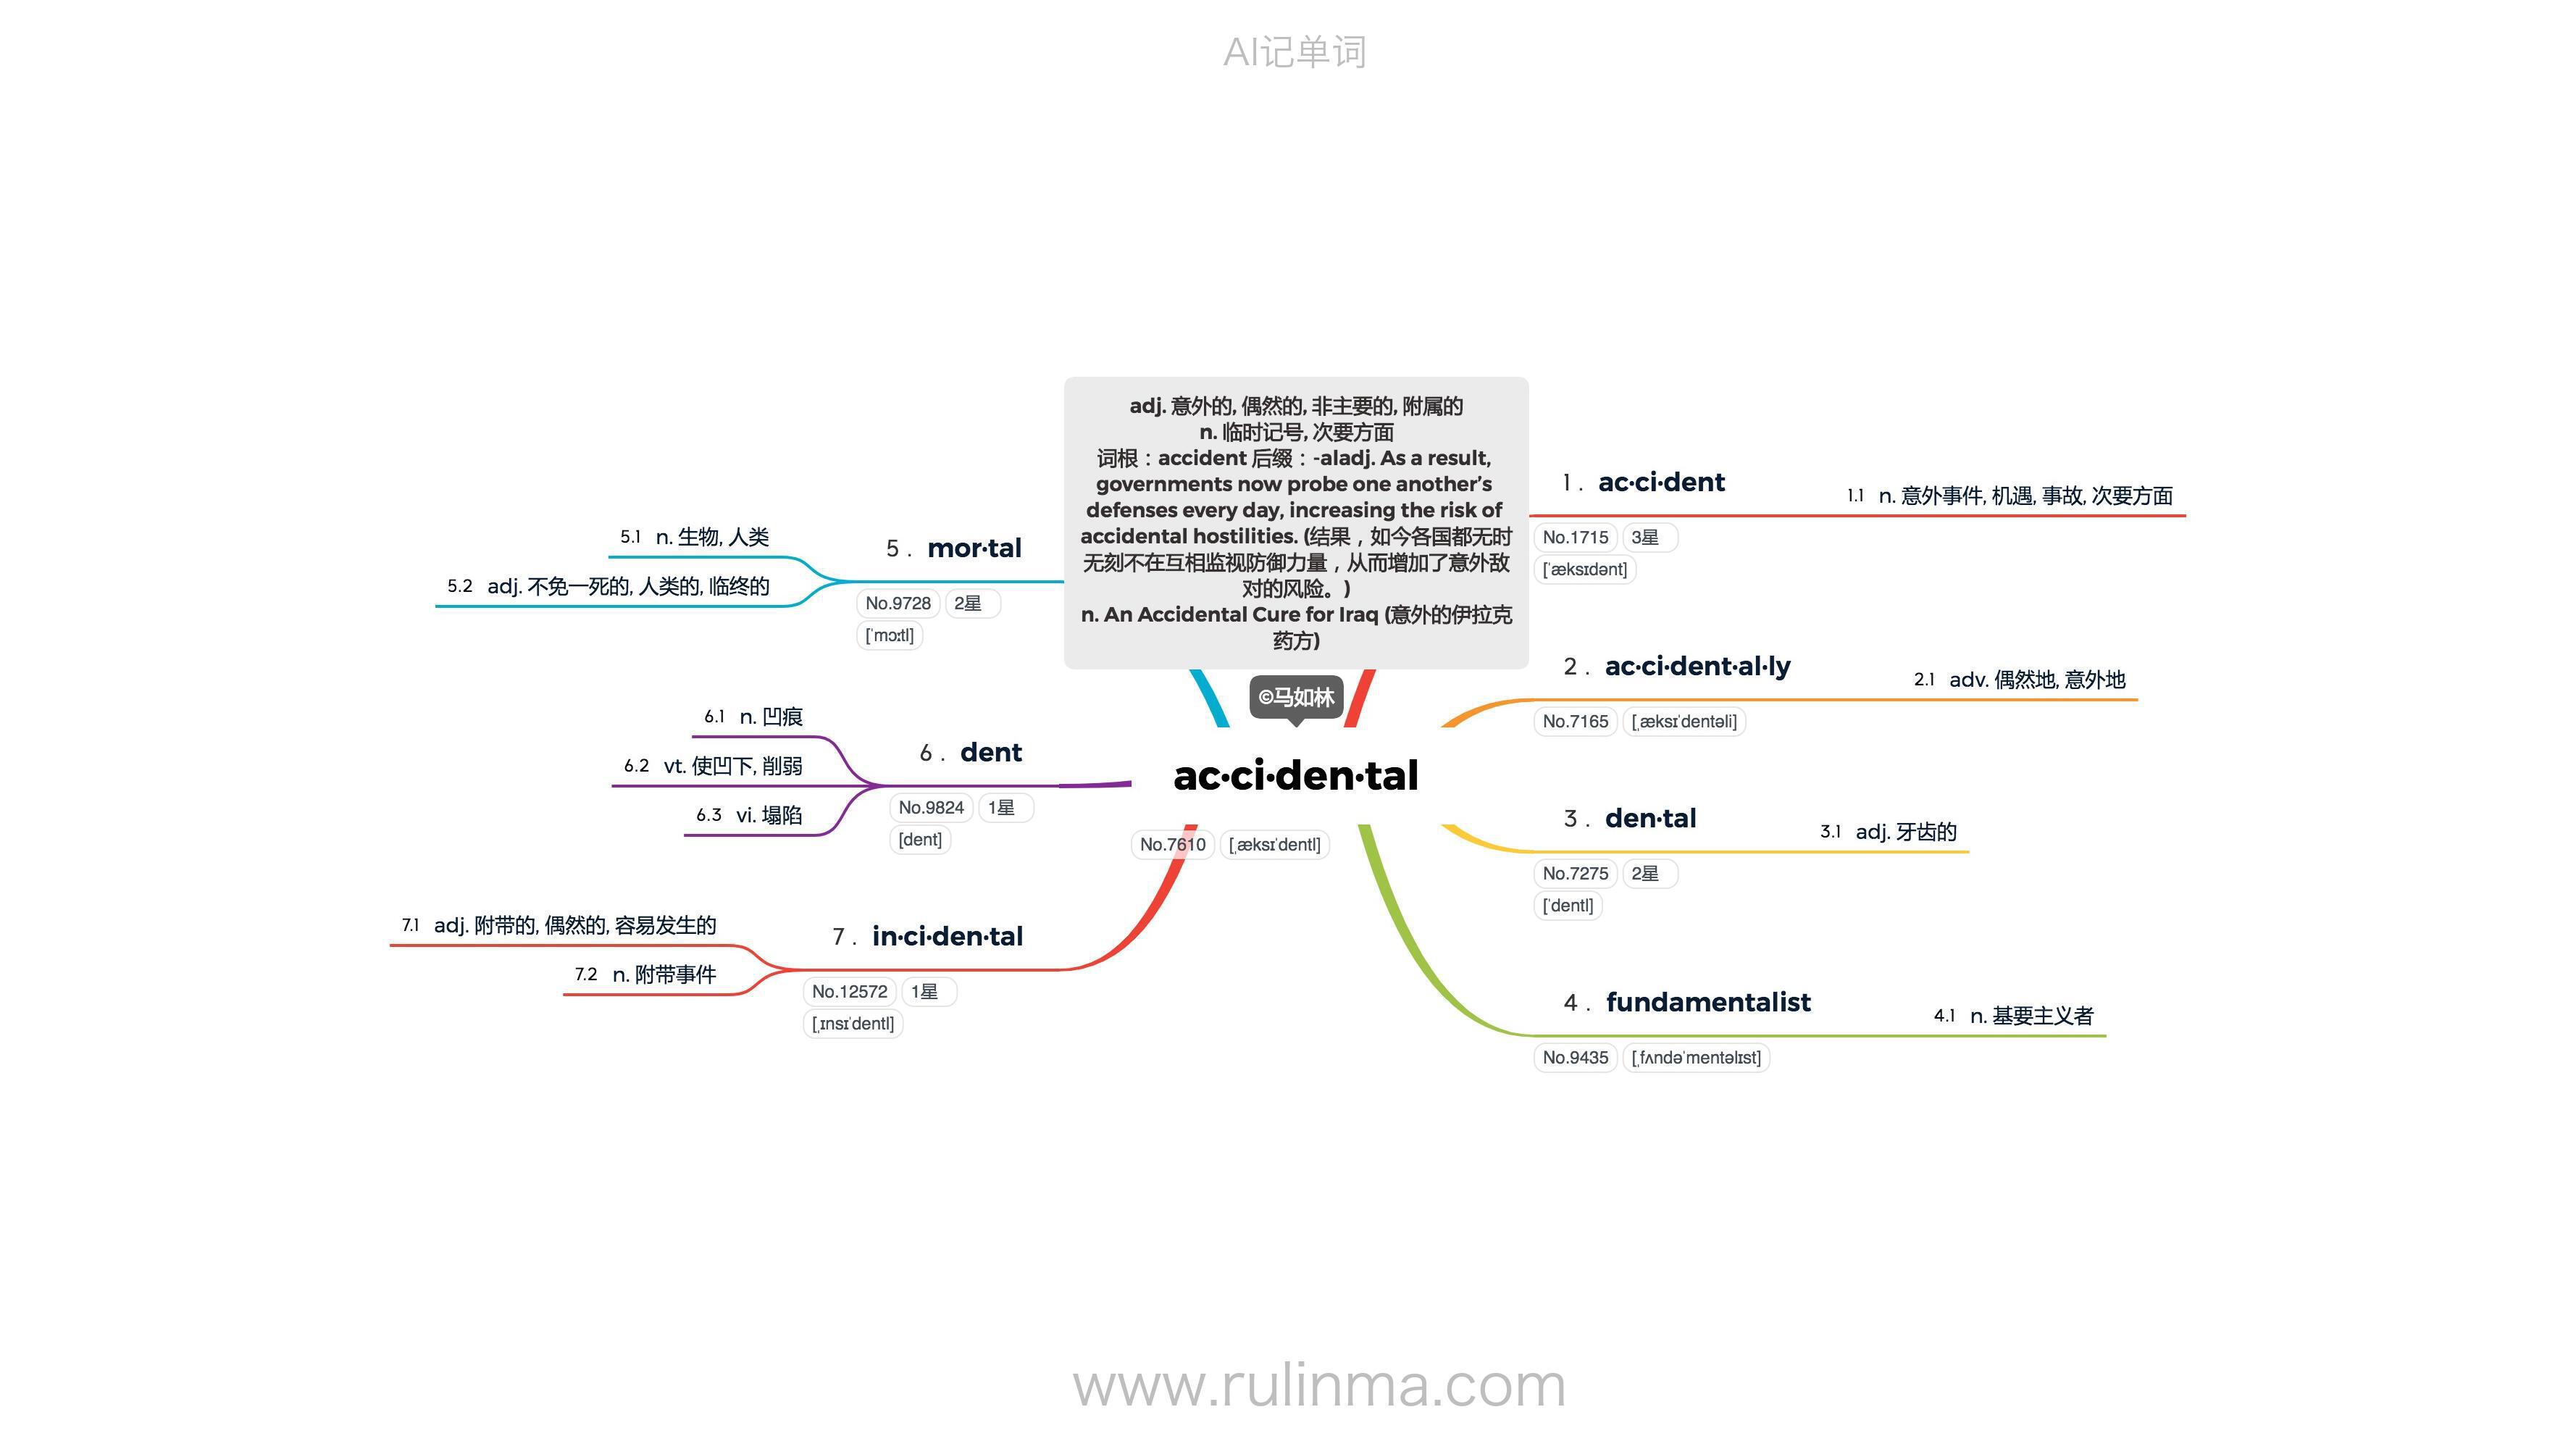 AI记单词
adj. 意外的, 偶然的, 非主要的, 附属的
n. 临时记号, 次要方面
词根：accident 后缀：-aladj. As a result,
governments now probe one another’s
defenses every day, increasing the risk of
accidental hostilities. (结果，如今各国都无时
无刻不在互相监视防御力量，从而增加了意外敌
对的风险。)
n. An Accidental Cure for Iraq (意外的伊拉克
药方)
©马如林
ac·ci·den·tal
No.7610 [ˌæksɪˈdentl]
1 . ac·ci·dent
No.1715 3星
[ˈæksɪdənt]
1.1 n. 意外事件, 机遇, 事故, 次要方面
2 . ac·ci·dent·al·ly
No.7165 [ˌæksɪˈdentəli]
2.1 adv. 偶然地, 意外地
3 . den·tal
No.7275 2星
[ˈdentl]
3.1 adj. 牙齿的
4 . fundamentalist
No.9435 [ˌfʌndəˈmentəlɪst]
4.1 n. 基要主义者
5 . mor·tal
No.9728 2星
[ˈmɔːtl]
5.1 n. 生物, 人类
5.2 adj. 不免一死的, 人类的, 临终的
6 . dent
No.9824 1星
[dent]
6.1 n. 凹痕
6.2 vt. 使凹下, 削弱
6.3 vi. 塌陷
7 . in·ci·den·tal
No.12572 1星
[ˌɪnsɪˈdentl]
7.1 adj. 附带的, 偶然的, 容易发生的
7.2 n. 附带事件
www.rulinma.com